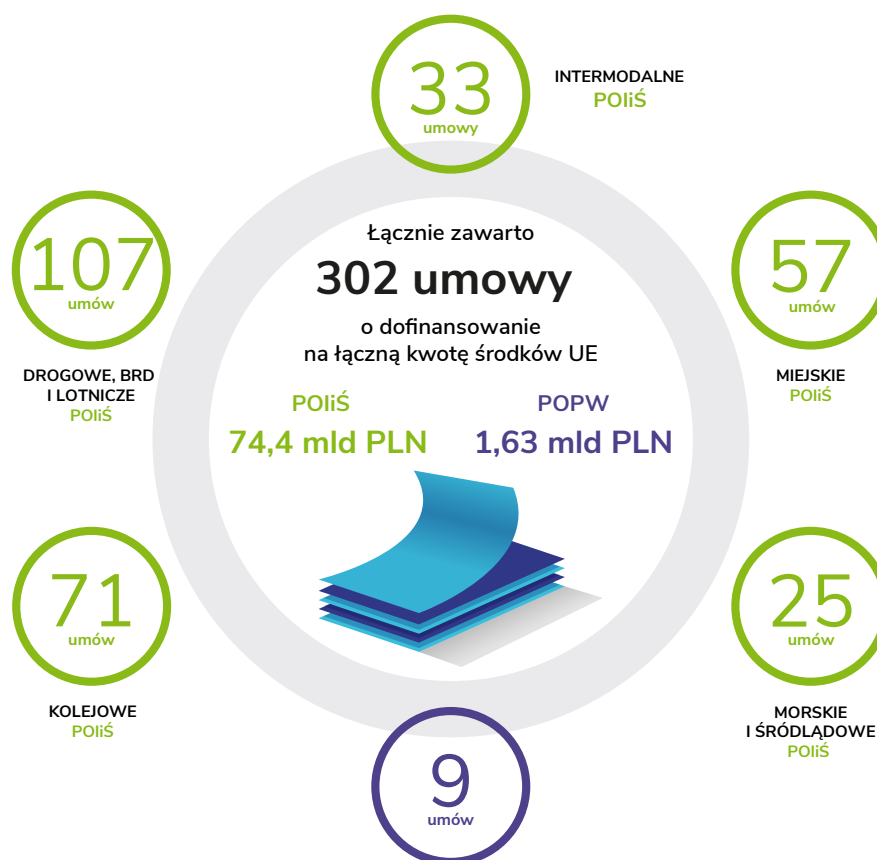 33
umowy
INTERMODALNE
POIiŚ
107
umów
DROGOWE, BRD
I LOTNICZE
POIiŚ
57
umów
MIEJSKIE
POIiŚ
Łącznie zawarto
302 umowy
o dofinansowanie
na łączną kwotę środków UE
POIiŚ
74,4 mld PLN
POPW
1,63 mld PLN
71
umów
KOLEJOWE
POIiŚ
25
umów
MORSKIE
I ŚRÓDLĄDOWE
POIiŚ
9
umów